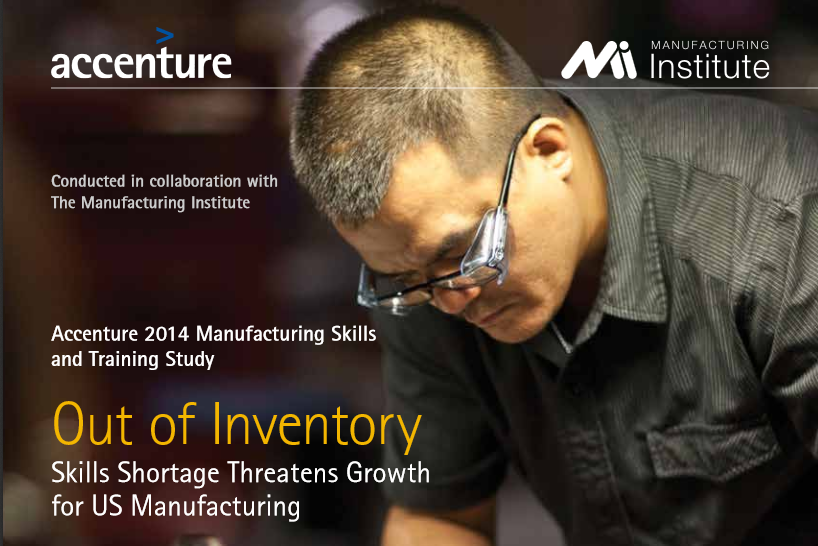 accenture
MANUFACTURING
Institute
Conducted in collaboration with
The Manufacturing Institute
Accenture 2014 Manufacturing Skills
and Training Study
Out of Inventory
Skills Shortage Threatens Growth
for US Manufacturing